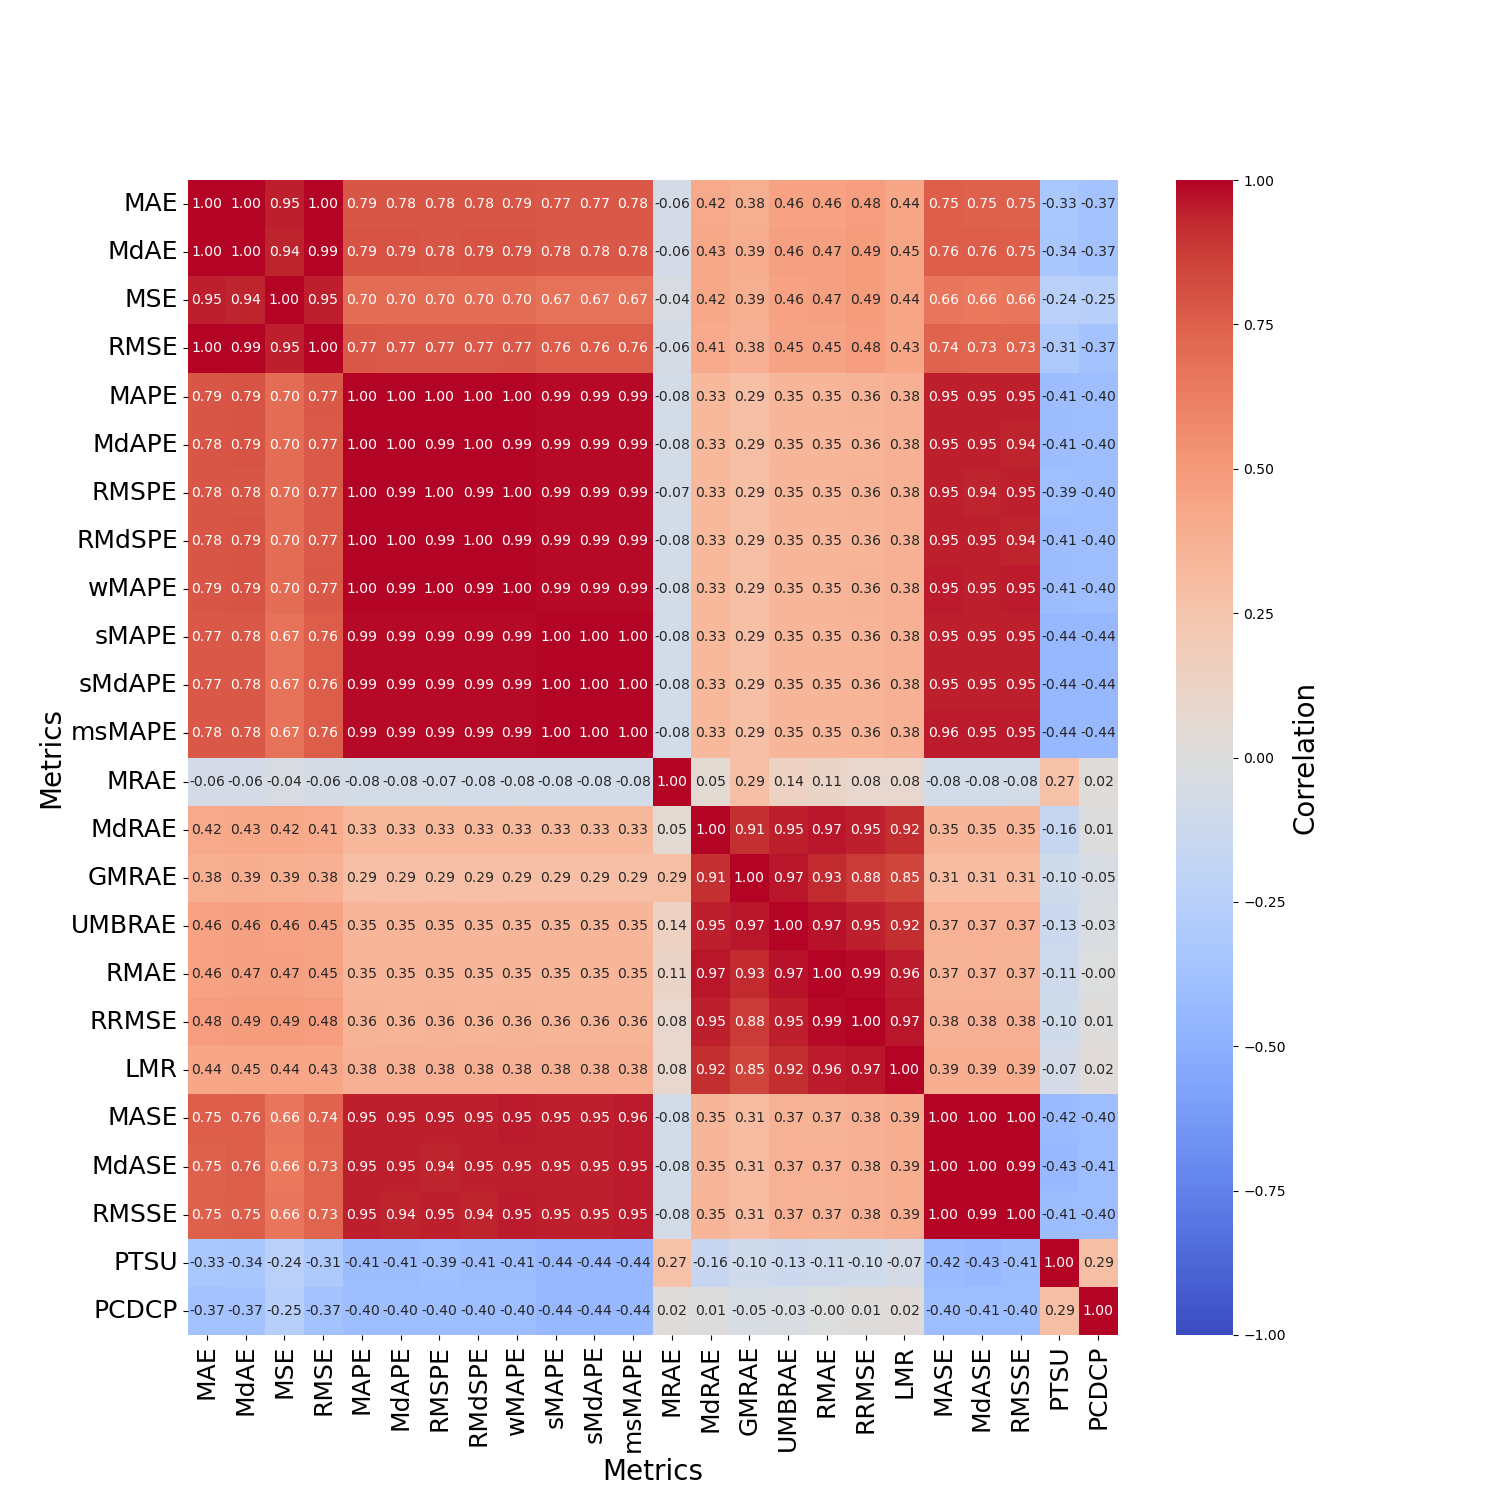 MAE 1.00 1.00 0.95 1.00 0.79 0.78 0.78 0.78 0.79 0.77 0.77 0.78 -0.06 0.42 0.38 0.46 0.46 0.48 0.44 0.75 0.75 0.75 -0.33 -0.37
MdAE 1.00 1.00 0.94 0.99 0.79 0.79 0.78 0.79 0.79 0.78 0.78 0.78 -0.06 0.43 0.39 0.46 0.47 0.49 0.45 0.76 0.76 0.75 -0.34 -0.37
MSE 0.95 0.94 1.00 0.95 0.70 0.70 0.70 0.70 0.70 0.67 0.67 0.67 -0.04 0.42 0.39 0.46 0.47 0.49 0.44 0.66 0.66 0.66 -0.24 -0.25
RMSE 1.00 0.99 0.95 1.00 0.77 0.77 0.77 0.77 0.77 0.76 0.76 0.76 -0.06 0.41 0.38 0.45 0.45 0.48 0.43 0.74 0.73 0.73 -0.31 -0.37
MAPE 0.79 0.79 0.70 0.77 1.00 1.00 1.00 1.00 1.00 0.99 0.99 0.99 -0.08 0.33 0.29 0.35 0.35 0.36 0.38 0.95 0.95 0.95 -0.41 -0.40
MdAPE 0.78 0.79 0.70 0.77 1.00 1.00 0.99 1.00 0.99 0.99 0.99 0.99 -0.08 0.33 0.29 0.35 0.35 0.36 0.38 0.95 0.95 0.94 -0.41 -0.40
RMSPE 0.78 0.78 0.70 0.77 1.00 0.99 1.00 0.99 1.00 0.99 0.99 0.99 -0.07 0.33 0.29 0.35 0.35 0.36 0.38 0.95 0.94 0.95 -0.39 -0.40
RMdSPE 0.78 0.79 0.70 0.77 1.00 1.00 0.99 1.00 0.99 0.99 0.99 0.99 -0.08 0.33 0.29 0.35 0.35 0.36 0.38 0.95 0.95 0.94 -0.41 -0.40
wMAPE 0.79 0.79 0.70 0.77 1.00 0.99 1.00 0.99 1.00 0.99 0.99 0.99 -0.08 0.33 0.29 0.35 0.35 0.36 0.38 0.95 0.95 0.95 -0.41 -0.40
sMAPE 0.77 0.78 0.67 0.76 0.99 0.99 0.99 0.99 0.99 1.00 1.00 1.00 -0.08 0.33 0.29 0.35 0.35 0.36 0.38 0.95 0.95 0.95 -0.44 -0.44
sMdAPE 0.77 0.78 0.67 0.76 0.99 0.99 0.99 0.99 0.99 1.00 1.00 1.00 -0.08 0.33 0.29 0.35 0.35 0.36 0.38 0.95 0.95 0.95 -0.44 -0.44
msMAPE 0.78 0.78 0.67 0.76 0.99 0.99 0.99 0.99 0.99 1.00 1.00 1.00 -0.08 0.33 0.29 0.35 0.35 0.36 0.38 0.96 0.95 0.95 -0.44 -0.44
MRAE -0.06 -0.06 -0.04 -0.06 -0.08 -0.08 -0.07 -0.08 -0.08 -0.08 -0.08 -0.08 1.00 0.05 0.29 0.14 0.11 0.08 0.08 -0.08 -0.08 -0.08 0.27 0.02
MdRAE 0.42 0.43 0.42 0.41 0.33 0.33 0.33 0.33 0.33 0.33 0.33 0.33 0.05 1.00 0.91 0.95 0.97 0.95 0.92 0.35 0.35 0.35 -0.16 0.01
GMRAE 0.38 0.39 0.39 0.38 0.29 0.29 0.29 0.29 0.29 0.29 0.29 0.29 0.29 0.91 1.00 0.97 0.93 0.88 0.85 0.31 0.31 0.31 -0.10 -0.05
UMBRAE 0.46 0.46 0.46 0.45 0.35 0.35 0.35 0.35 0.35 0.35 0.35 0.35 0.14 0.95 0.97 1.00 0.97 0.95 0.92 0.37 0.37 0.37 -0.13 -0.03
RMAE 0.46 0.47 0.47 0.45 0.35 0.35 0.35 0.35 0.35 0.35 0.35 0.35 0.11 0.97 0.93 0.97 1.00 0.99 0.96 0.37 0.37 0.37 -0.11 -0.00
RRMSE 0.48 0.49 0.49 0.48 0.36 0.36 0.36 0.36 0.36 0.36 0.36 0.36 0.08 0.95 0.88 0.95 0.99 1.00 0.97 0.38 0.38 0.38 -0.10 0.01
LMR 0.44 0.45 0.44 0.43 0.38 0.38 0.38 0.38 0.38 0.38 0.38 0.38 0.08 0.92 0.85 0.92 0.96 0.97 1.00 0.39 0.39 0.39 -0.07 0.02
MASE 0.75 0.76 0.66 0.74 0.95 0.95 0.95 0.95 0.95 0.95 0.95 0.96 -0.08 0.35 0.31 0.37 0.37 0.38 0.39 1.00 1.00 1.00 -0.42 -0.40
MdASE 0.75 0.76 0.66 0.73 0.95 0.95 0.94 0.95 0.95 0.95 0.95 0.95 -0.08 0.35 0.31 0.37 0.37 0.38 0.39 1.00 1.00 0.99 -0.43 -0.41
RMSSE 0.75 0.75 0.66 0.73 0.95 0.94 0.95 0.94 0.95 0.95 0.95 0.95 -0.08 0.35 0.31 0.37 0.37 0.38 0.39 1.00 0.99 1.00 -0.41 -0.40
PTSU -0.33 -0.34 -0.24 -0.31 -0.41 -0.41 -0.39 -0.41 -0.41 -0.44 -0.44 -0.44 0.27 -0.16 -0.10 -0.13 -0.11 -0.10 -0.07 -0.42 -0.43 -0.41 1.00 0.29
PCDCP -0.37 -0.37 -0.25 -0.37 -0.40 -0.40 -0.40 -0.40 -0.40 -0.44 -0.44 -0.44 0.02 0.01 -0.05 -0.03 -0.00 0.01 0.02 -0.40 -0.41 -0.40 0.29 1.00
MAE MdAE MSE RMSE MAPE MdAPE RMSPE RMdSPE wMAPE sMAPE sMdAPE msMAPE MRAE MdRAE GMRAE UMBRAE RMAE RRMSE LMR MASE MdASE RMSSE PTSU PCDCP
Metrics
Metrics
1.00
0.75
0.50
0.25
0.00
−0.25
−0.50
−0.75
−1.00
Correlation